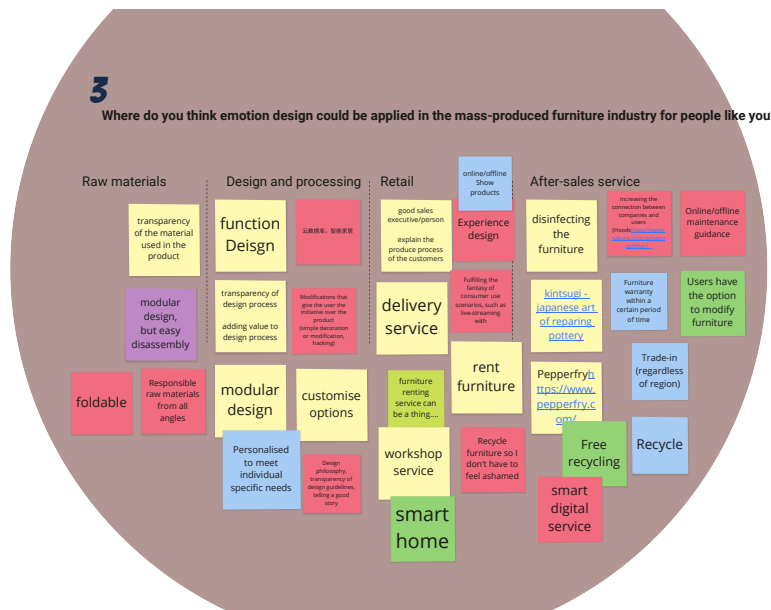 3
Where do you think emotion design could be applied in the mass-produced furniture industry for people like you
Raw materials
transparency
of the material
used in the
product
modular
design,
but easy
disassembly
foldable
Responsible
raw materials
from all
angles
Design and processing
function
Deisgn
云数据库，智能家居
transparency of
design process
adding value to
design process
Modifications that
give the user the
initiative over the
product
(simple decoration
or modification,
hacking)
modular
design
customise
options
Personalised
to meet
individual
specific needs
Design
philosophy,
transparency of
design guidelines,
telling a good
story
Retail
online/offline
Show
products
good sales
executive/person
explain the
produce process
of the customers
Experience
design
delivery
service
Fulfilling the
fantasy of
consumer use
scenarios, such as
live-streaming
with
rent
furniture
furniture
renting
service can
be a thing....
workshop
service
Recycle
furniture so I
don't have to
feel ashamed
smart
home
After-sales service
disinfecting
the
furniture
Increasing the
connection between
companies and
users
Online/offline
maintenance
guidance
kintsugi -
japanese art
of reparing
pottery
Furniture
warranty
within a
certain period
of time
Users have
the option
to modify
furniture
Trade-in
(regardless
of region)
Pepperfryh
ttps://www.
pepperfry.c
om/
Free
recycling
Recycle
smart
digital
service